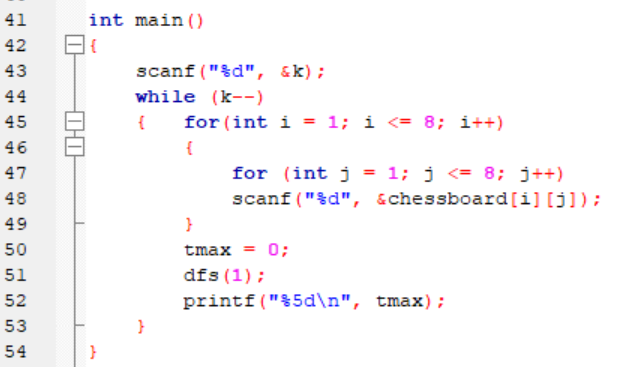 41 int main()
42 {
43 scanf("%d", &k);
44 while (k--)
45 { for(int i = 1; i <= 8; i++)
46 {
47 for (int j = 1; j <= 8; j++)
48 scanf("%d", &chessboard[i][j]);
49 }
50 tmax = 0;
51 dfs(1);
52 printf("%5d\n", tmax);
53 }
54 }